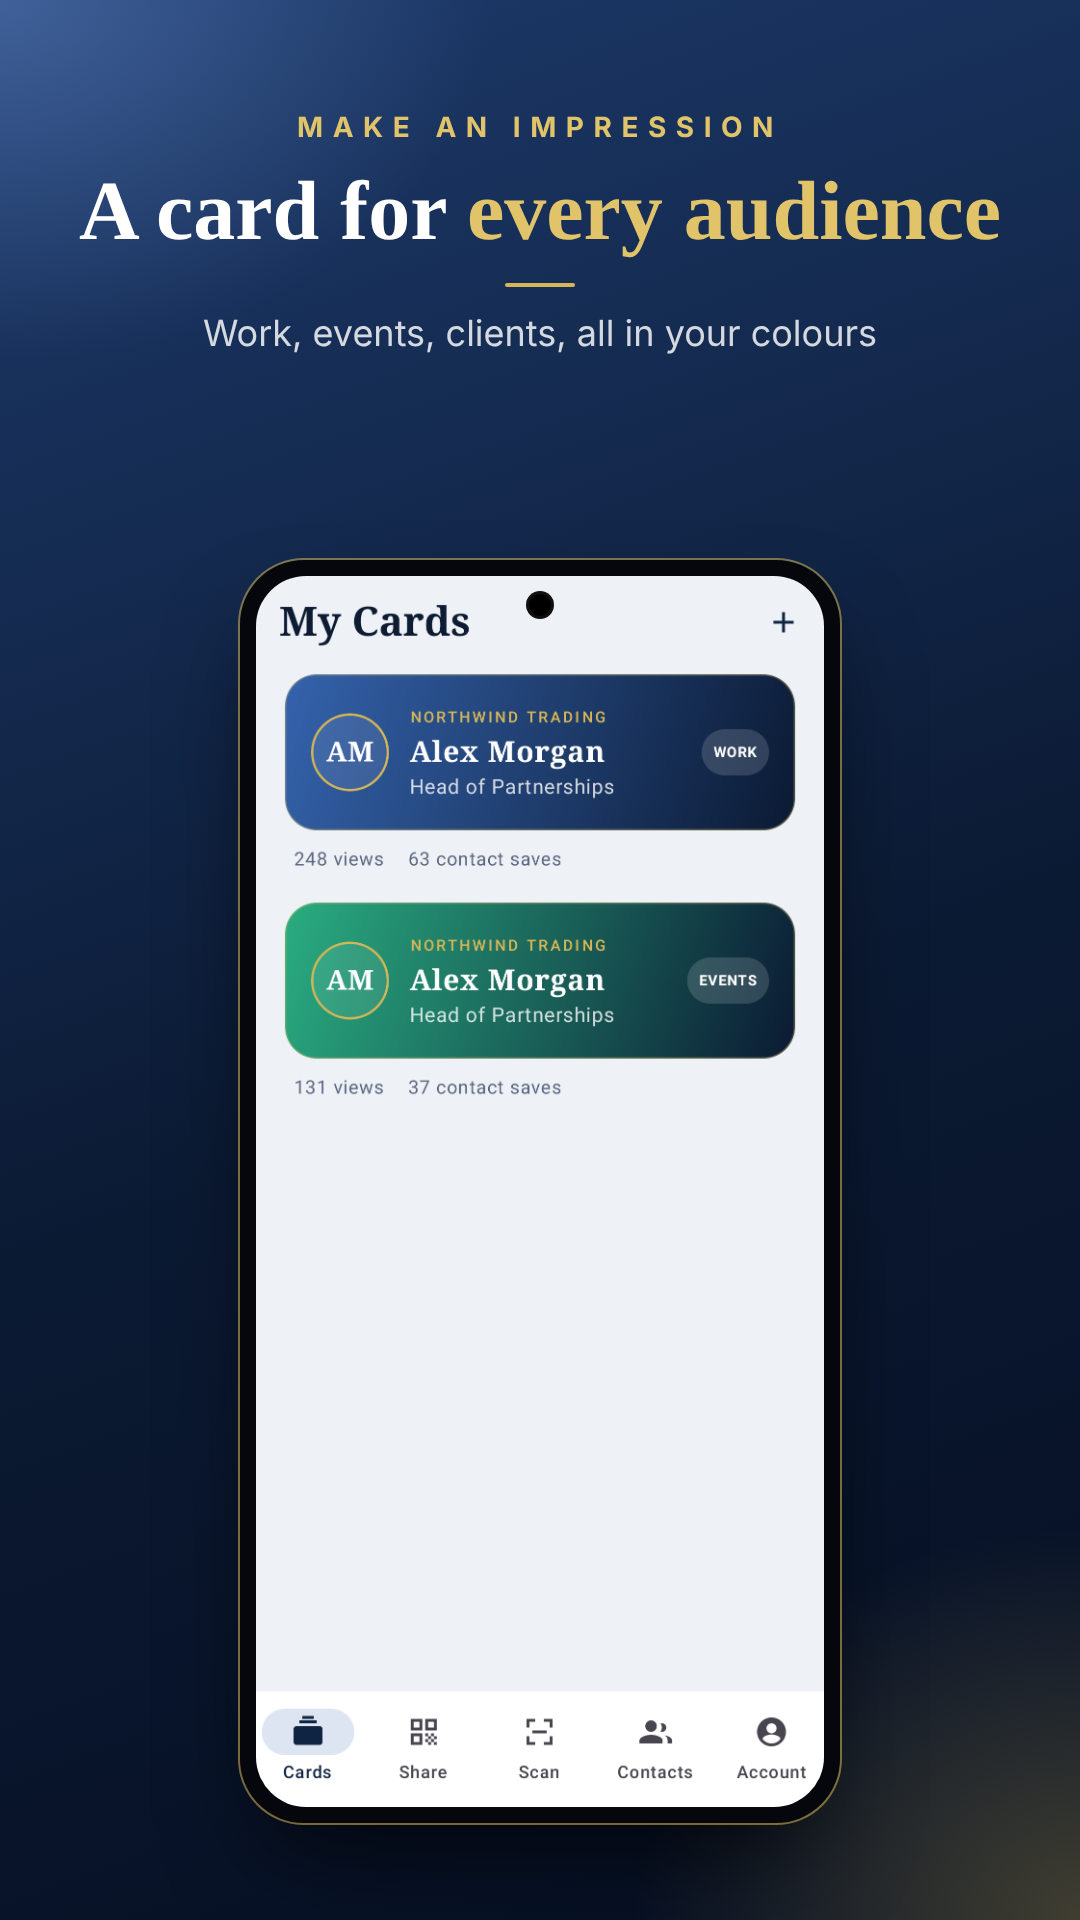 MAKE AN IMPRESSION
A card for every audience
Work, events, clients, all in your colours
My Cards
NORTHWIND TRADING
AM
Alex Morgan
WORK
Head of Partnerships
248 views 63 contact saves
NORTHWIND TRADING
AM
Alex Morgan
EVENTS
Head of Partnerships
131 views 37 contact saves
Cards Share Scan Contacts Account